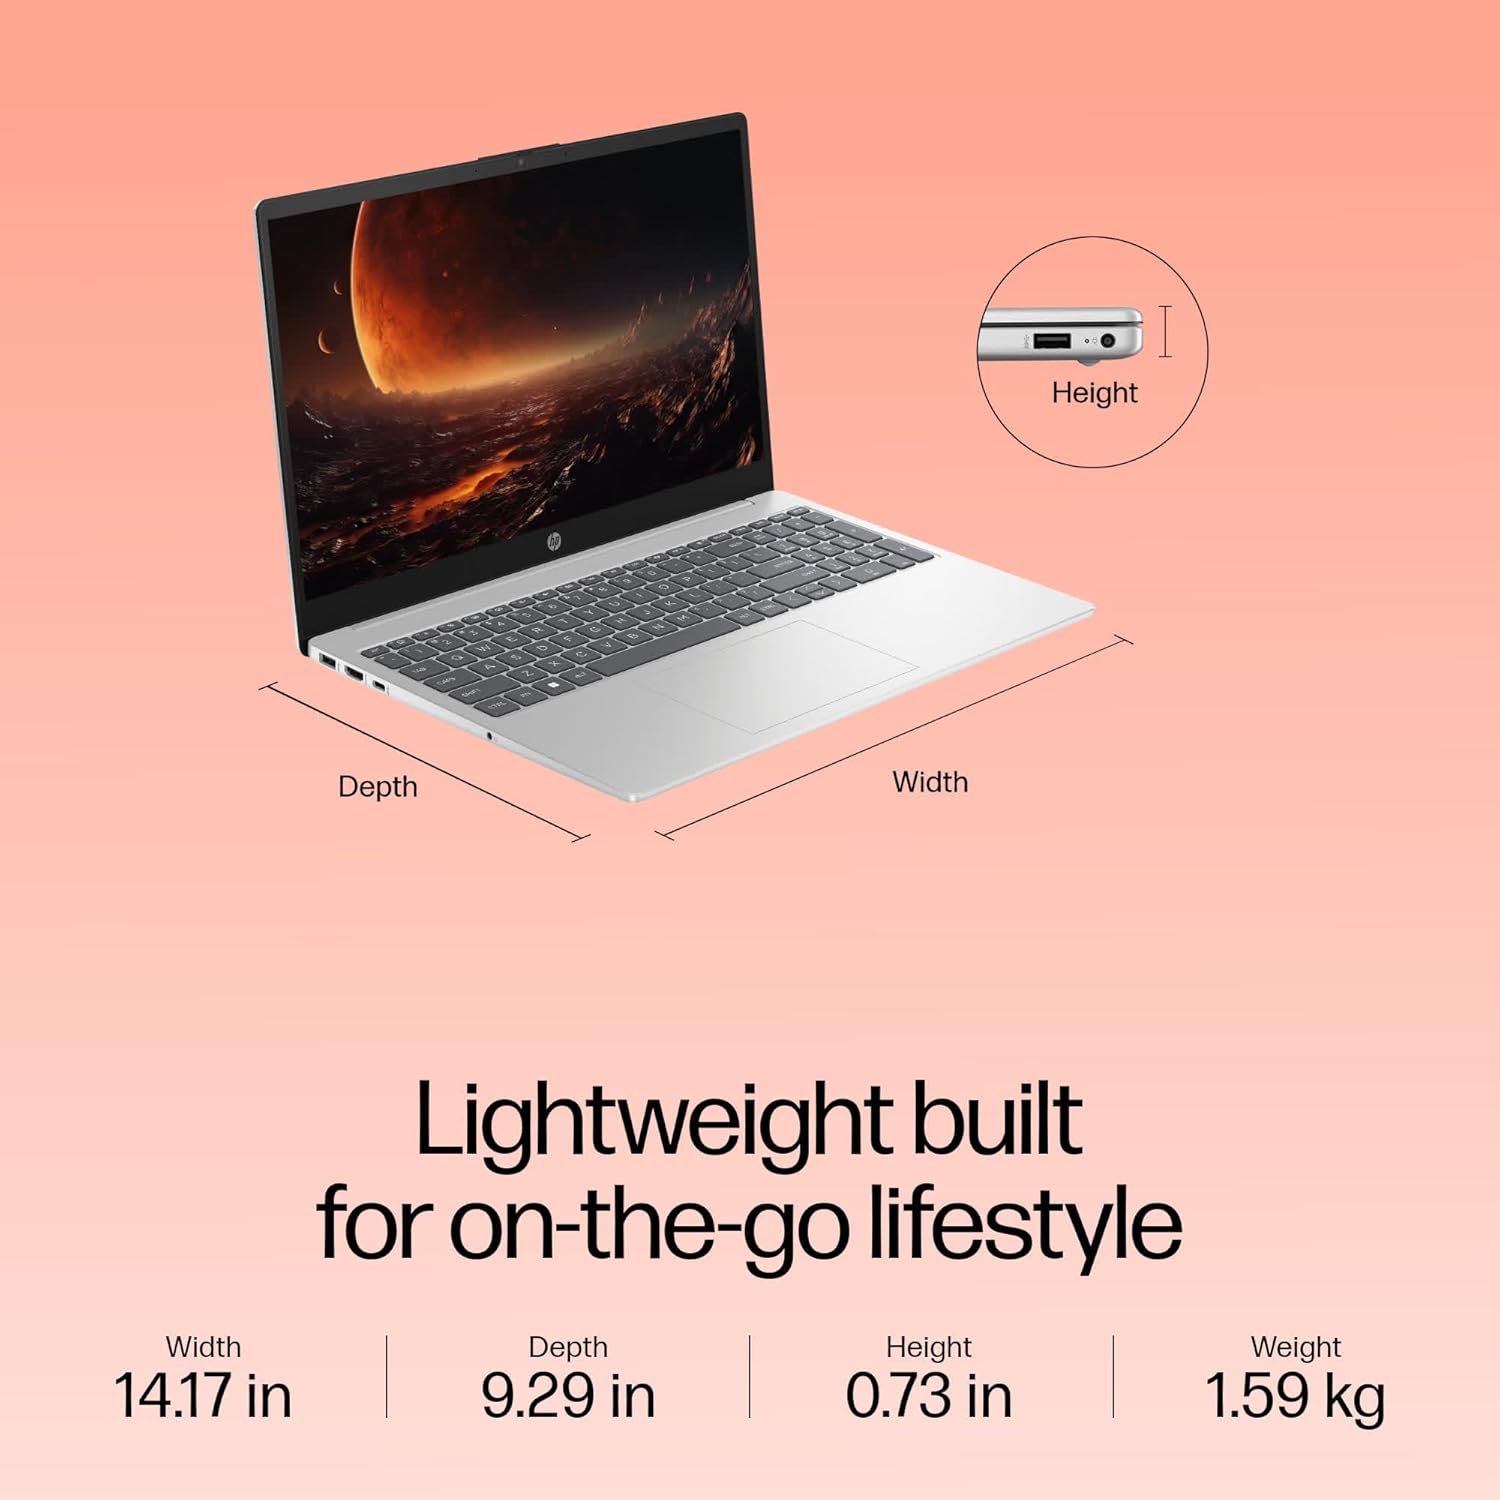 hp
Height
Depth
Width
Lightweight built
for on-the-go lifestyle
Width
14.17 in
Depth
9.29 in
Height
0.73 in
Weight
1.59 kg